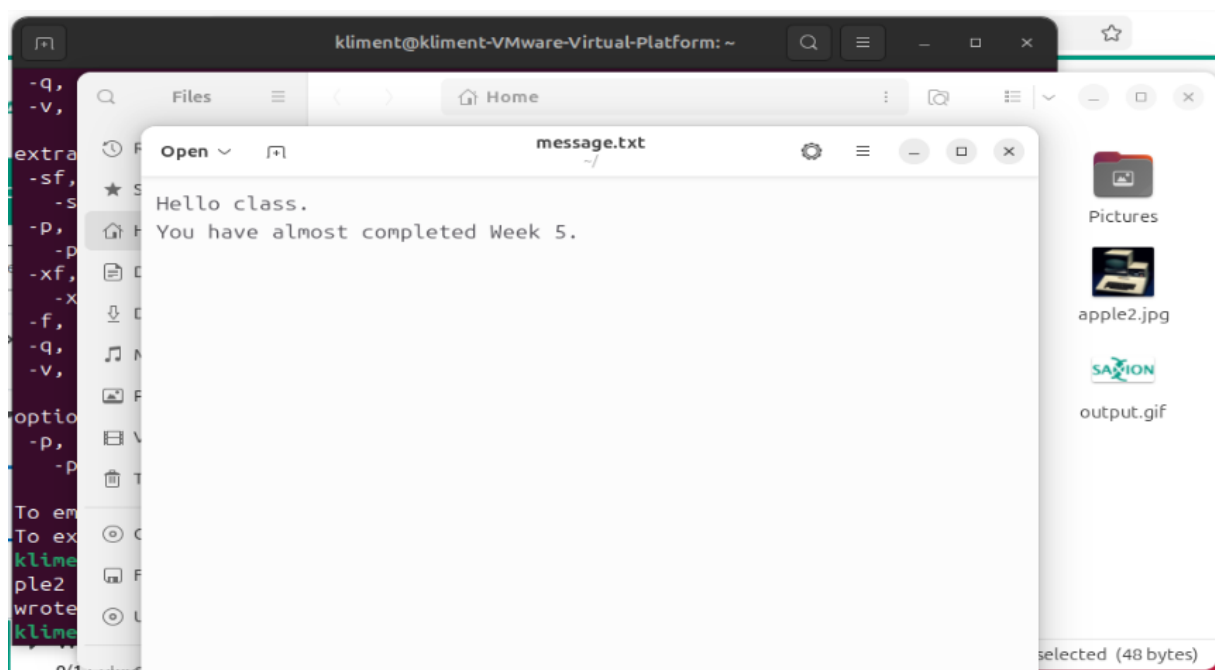 kliment@kliment-VMware-Virtual-Platform: ~
-q,
-v,
extra
-sf,
-s
-p,
-p
-xf,
-x
-f,
-q,
-v,
optio
-p,
-p
To em
To ex
klime
ple2
wrote
klime
Files
Home
Open
message.txt
~/
Hello class.
You have almost completed Week 5.
Pictures
apple2.jpg
SAXION
output.gif
selected (48 bytes)